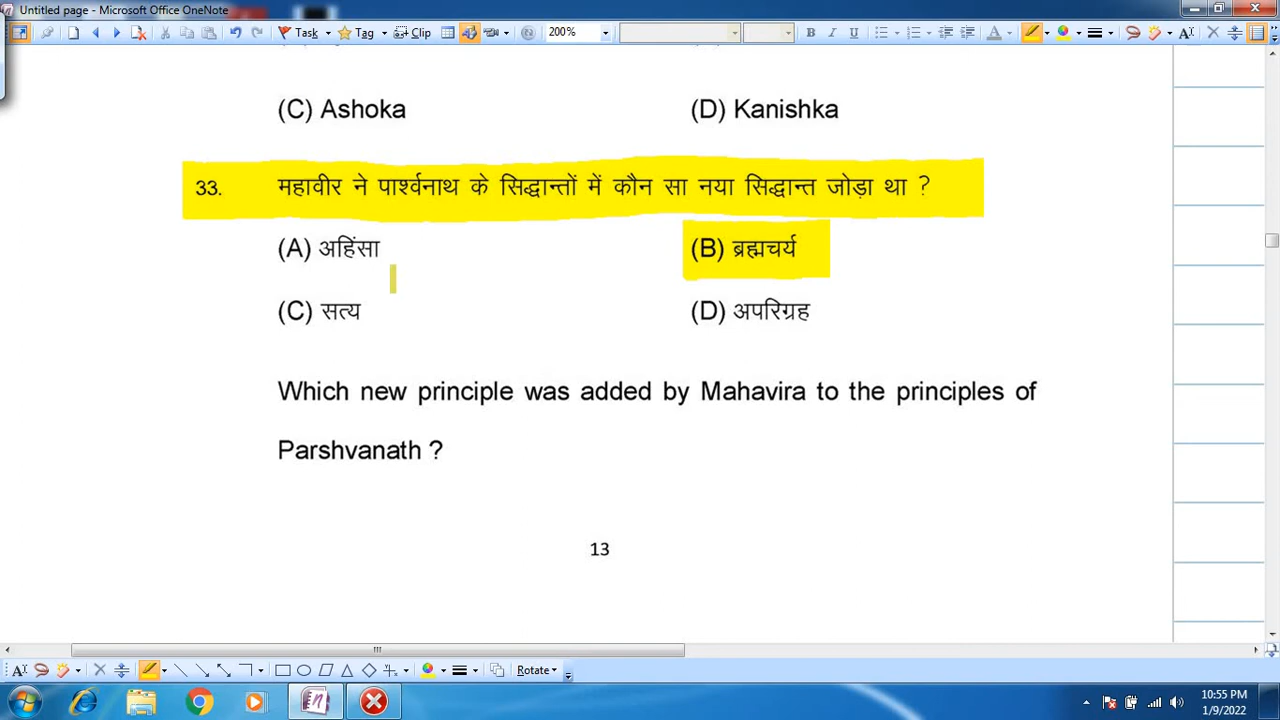 Untitled page - Microsoft Office OneNote
Task Tag Clip 200% B I U A
(C) Ashoka (D) Kanishka
33. महावीर ने पार्श्वनाथ के सिद्धान्तों में कौन सा नया सिद्धान्त जोड़ा था ?
(A) अहिंसा (B) ब्रह्मचर्य
(C) सत्य (D) अपरिग्रह
Which new principle was added by Mahavira to the principles of
Parshvanath ?
13
Rotate
10:55 PM
1/9/2022